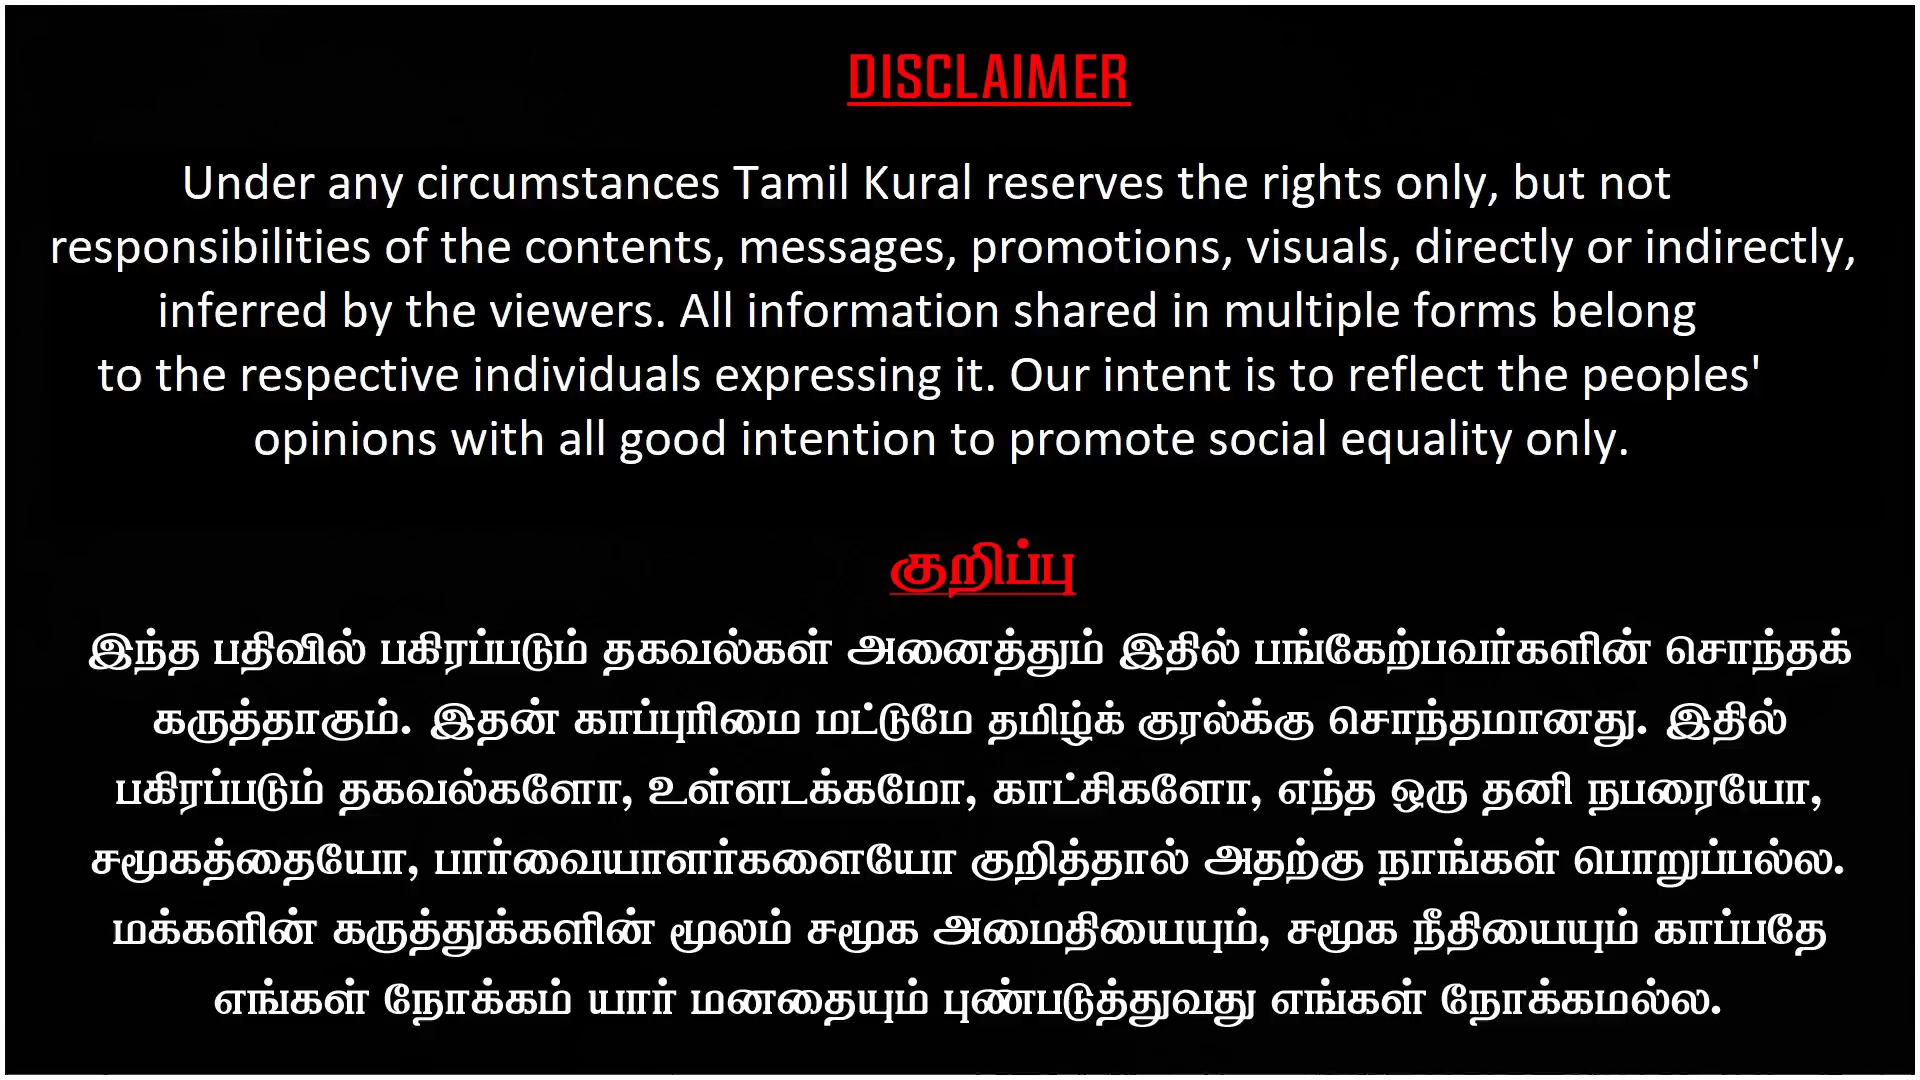 DISCLAIMER
Under any circumstances Tamil Kural reserves the rights only, but not
responsibilities of the contents, messages, promotions, visuals, directly or indirectly,
inferred by the viewers. All information shared in multiple forms belong
to the respective individuals expressing it. Our intent is to reflect the peoples'
opinions with all good intention to promote social equality only.
குறிப்பு
இந்த பதிவில் பகிரப்படும் தகவல்கள் அனைத்தும் இதில் பங்கேற்பவர்களின் சொந்தக்
கருத்தாகும். இதன் காப்புரிமை மட்டுமே தமிழ்க் குரல்க்கு சொந்தமானது. இதில்
பகிரப்படும் தகவல்களோ, உள்ளடக்கமோ, காட்சிகளோ, எந்த ஒரு தனி நபரையோ,
சமூகத்தையோ, பார்வையாளர்களையோ குறித்தால் அதற்கு நாங்கள் பொறுப்பல்ல.
மக்களின் கருத்துக்களின் மூலம் சமூக அமைதியையும், சமூக நீதியையும் காப்பதே
எங்கள் நோக்கம் யார் மனதையும் புண்படுத்துவது எங்கள் நோக்கமல்ல.